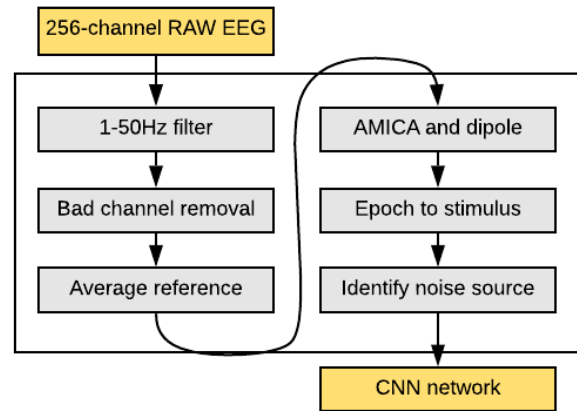 256-channel RAW EEG
1-50Hz filter
Bad channel removal
Average reference
AMICA and dipole
Epoch to stimulus
Identify noise source
CNN network